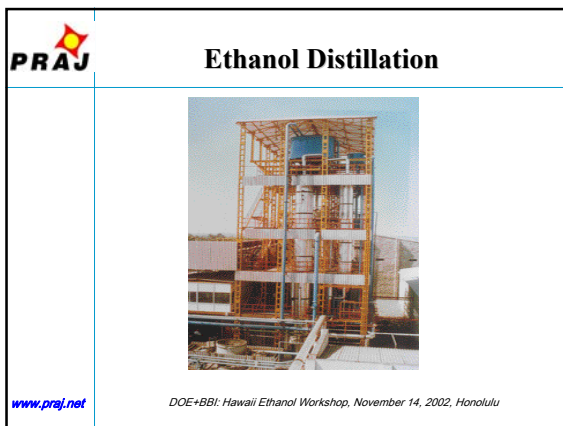 PRAJ
Ethanol Distillation
www.praj.net
DOE+BBI: Hawaii Ethanol Workshop, November 14, 2002, Honolulu